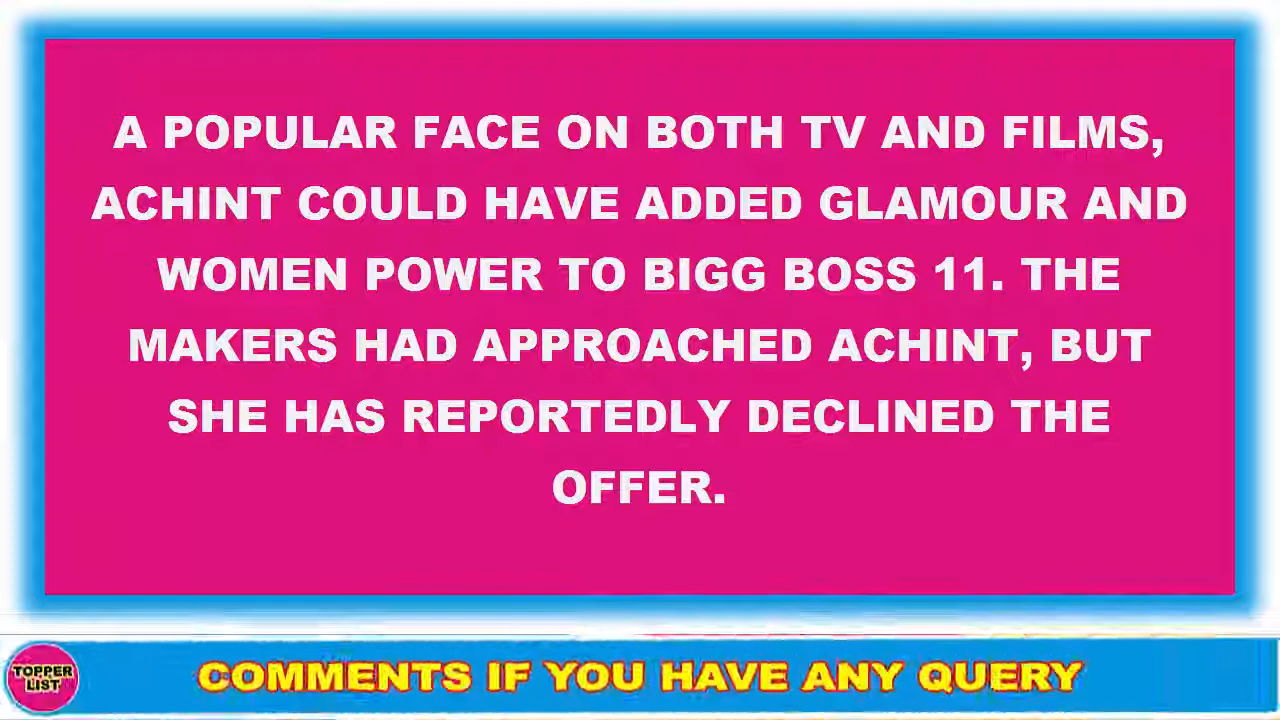 A POPULAR FACE ON BOTH TV AND FILMS,
ACHINT COULD HAVE ADDED GLAMOUR AND
WOMEN POWER TO BIGG BOSS 11. THE
MAKERS HAD APPROACHED ACHINT, BUT
SHE HAS REPORTEDLY DECLINED THE
OFFER.
TOPPER
LIST
COMMENTS IF YOU HAVE ANY QUERY